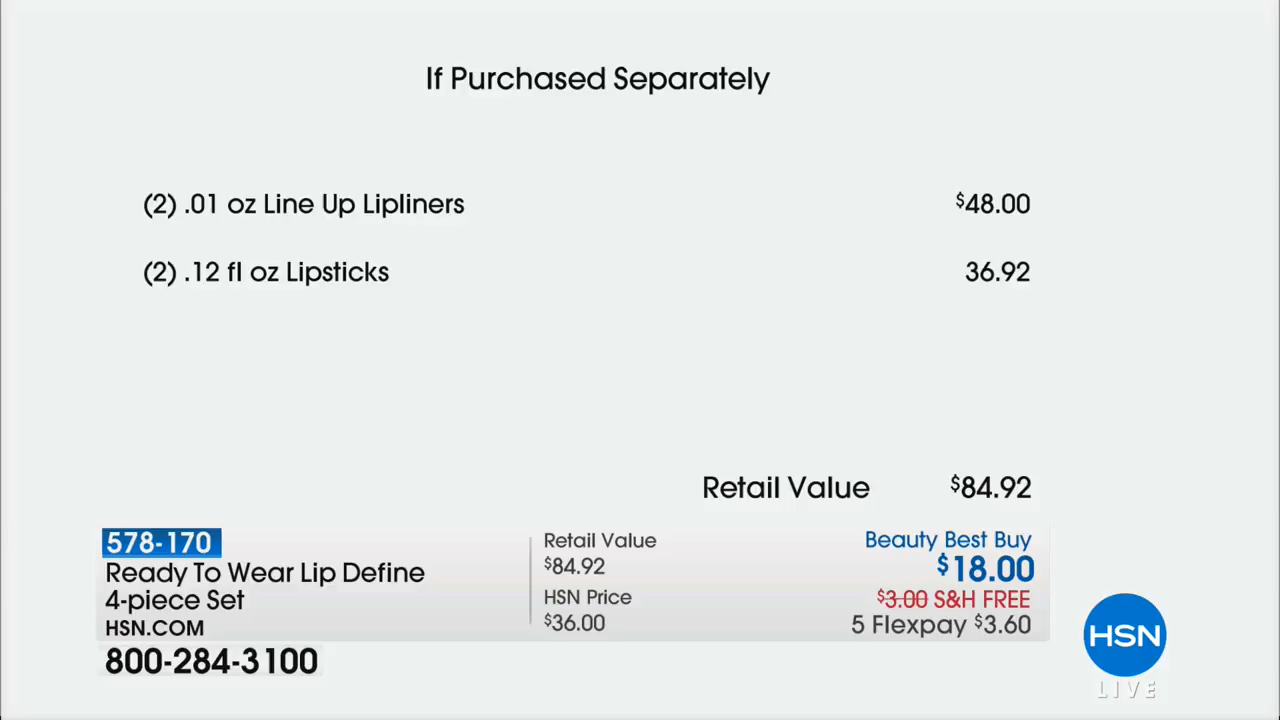 If Purchased Separately
(2) .01 oz Line Up Lipliners $48.00
(2) .12 fl oz Lipsticks 36.92
Retail Value $84.92
578-170
Ready To Wear Lip Define
4-piece Set
HSN.COM
800-284-3100
Retail Value
$84.92
HSN Price
$36.00
Beauty Best Buy
$18.00
$3.00 S&H FREE
5 Flexpay $3.60
HSN
LIVE